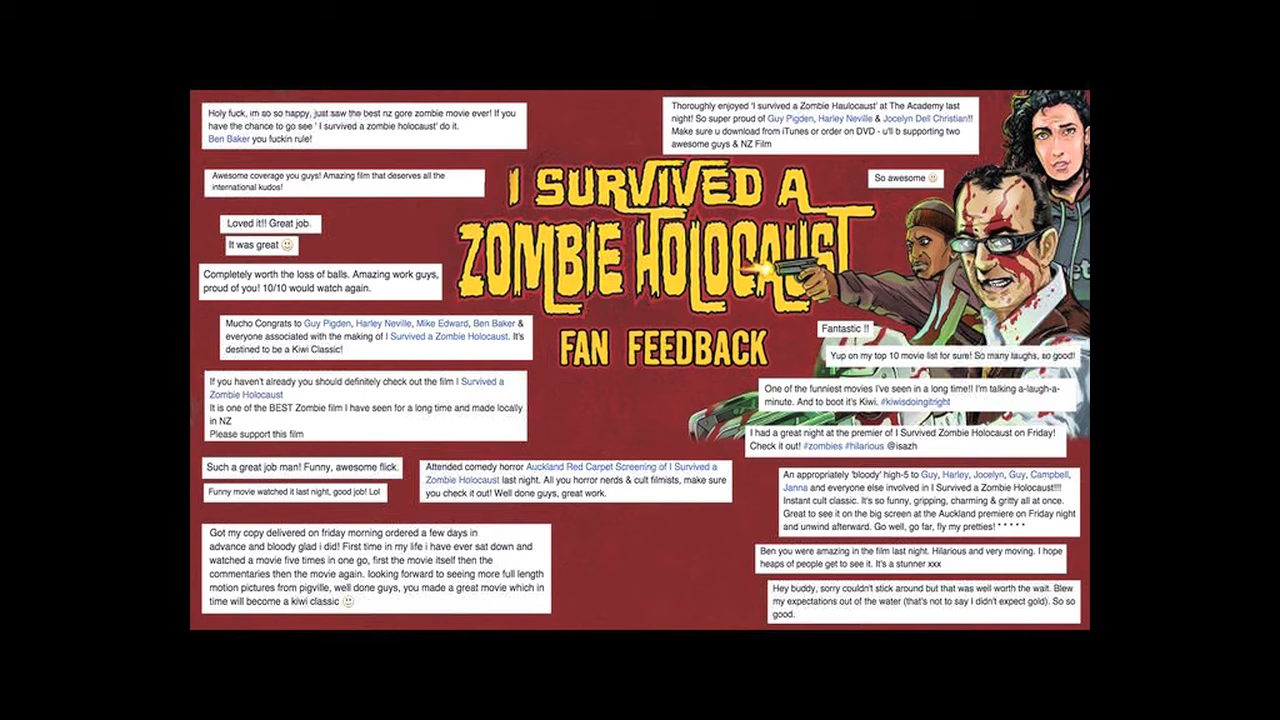 Holy fuck, im so so happy, just saw the best nz gore zombie movie ever! If you
have the chance to go see ' I survived a zombie holocaust' do it.
Ben Baker you fuckin rule!
Awesome coverage you guys! Amazing film that deserves all the
international kudos!
Loved it!! Great job.
It was great
Completely worth the loss of balls. Amazing work guys,
proud of you! 10/10 would watch again.
Mucho Congrats to Guy Pigden, Harley Neville, Mike Edward, Ben Baker &
everyone associated with the making of I Survived a Zombie Holocaust. It's
destined to be a Kiwi Classic!
If you haven't already you should definitely check out the film I Survived a
Zombie Holocaust
It is one of the BEST Zombie film I have seen for a long time and made locally
in NZ
Please support this film
Such a great job man! Funny, awesome flick.
Funny movie watched it last night, good job! Lol
Attended comedy horror Auckland Red Carpet Screening of I Survived a
Zombie Holocaust last night. All you horror nerds & cult filmists, make sure
you check it out! Well done guys, great work.
Got my copy delivered on friday morning ordered a few days in
advance and bloody glad i did! First time in my life i have ever sat down and
watched a movie five times in one go, first the movie itself then the
commentaries then the movie again. looking forward to seeing more full length
motion pictures from pigville, well done guys, you made a great movie which in
time will become a kiwi classic
I SURVIVED A
ZOMBIE HOLOCAUST
FAN FEEDBACK
Thoroughly enjoyed 'I survived a Zombie Haulocaust' at The Academy last
night! So super proud of Guy Pigden, Harley Neville & Jocelyn Dell Christian!!
Make sure u download from iTunes or order on DVD - u'll b supporting two
awesome guys & NZ Film
So awesome
Fantastic !!
Yup on my top 10 movie list for sure! So many laughs, so good!
One of the funniest movies I've seen in a long time!! I'm talking a-laugh-a-
minute. And to boot it's Kiwi. #kiwisdoingitright
I had a great night at the premier of I Survived Zombie Holocaust on Friday!
Check it out! #zombies #hilarious @isazh
An appropriately 'bloody' high-5 to Guy, Harley, Jocelyn, Guy, Campbell,
Janna and everyone else involved in I Survived a Zombie Holocaust!!!!
Instant cult classic. It's so funny, gripping, charming & gritty all at once.
Great to see it on the big screen at the Auckland premiere on Friday night
and unwind afterward. Go well, go far, fly my pretties! * * * * *
Ben you were amazing in the film last night. Hilarious and very moving. I hope
heaps of people get to see it. It's a stunner xxx
Hey buddy, sorry couldn't stick around but that was well worth the wait. Blew
my expectations out of the water (that's not to say I didn't expect gold). So so
good.